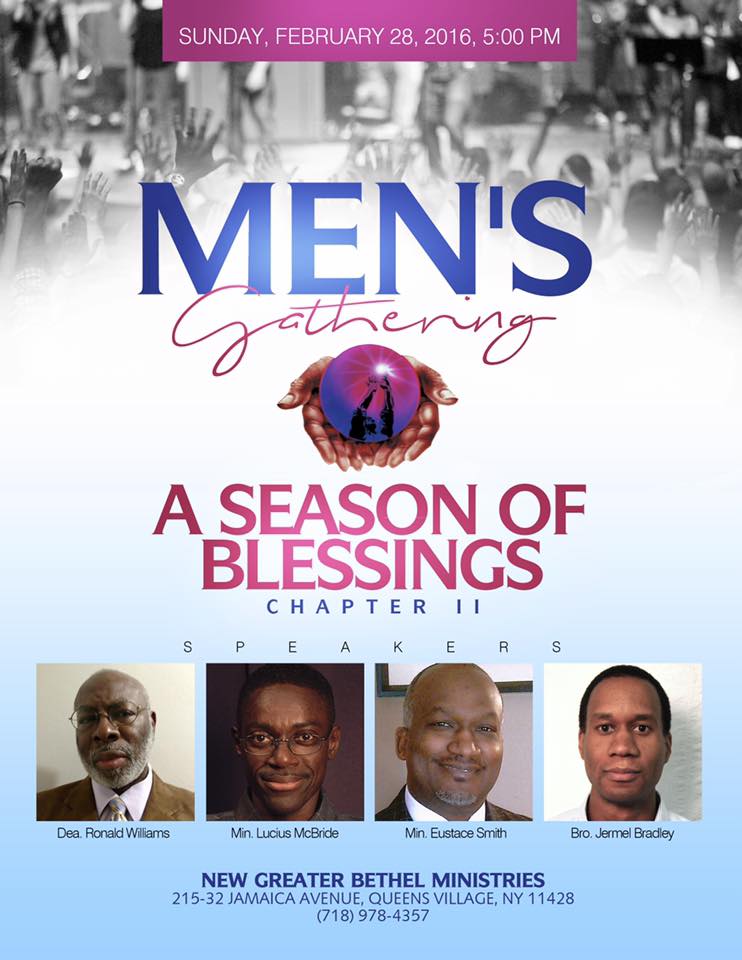 SUNDAY, FEBRUARY 28, 2016, 5:00 PM
MEN'S
Gathering
A SEASON OF
BLESSINGS
CHAPTER II
SPEAKERS
Dea. Ronald Williams
Min. Lucius McBride
Min. Eustace Smith
Bro. Jermel Bradley
NEW GREATER BETHEL MINISTRIES
215-32 JAMAICA AVENUE, QUEENS VILLAGE, NY 11428
(718) 978-4357